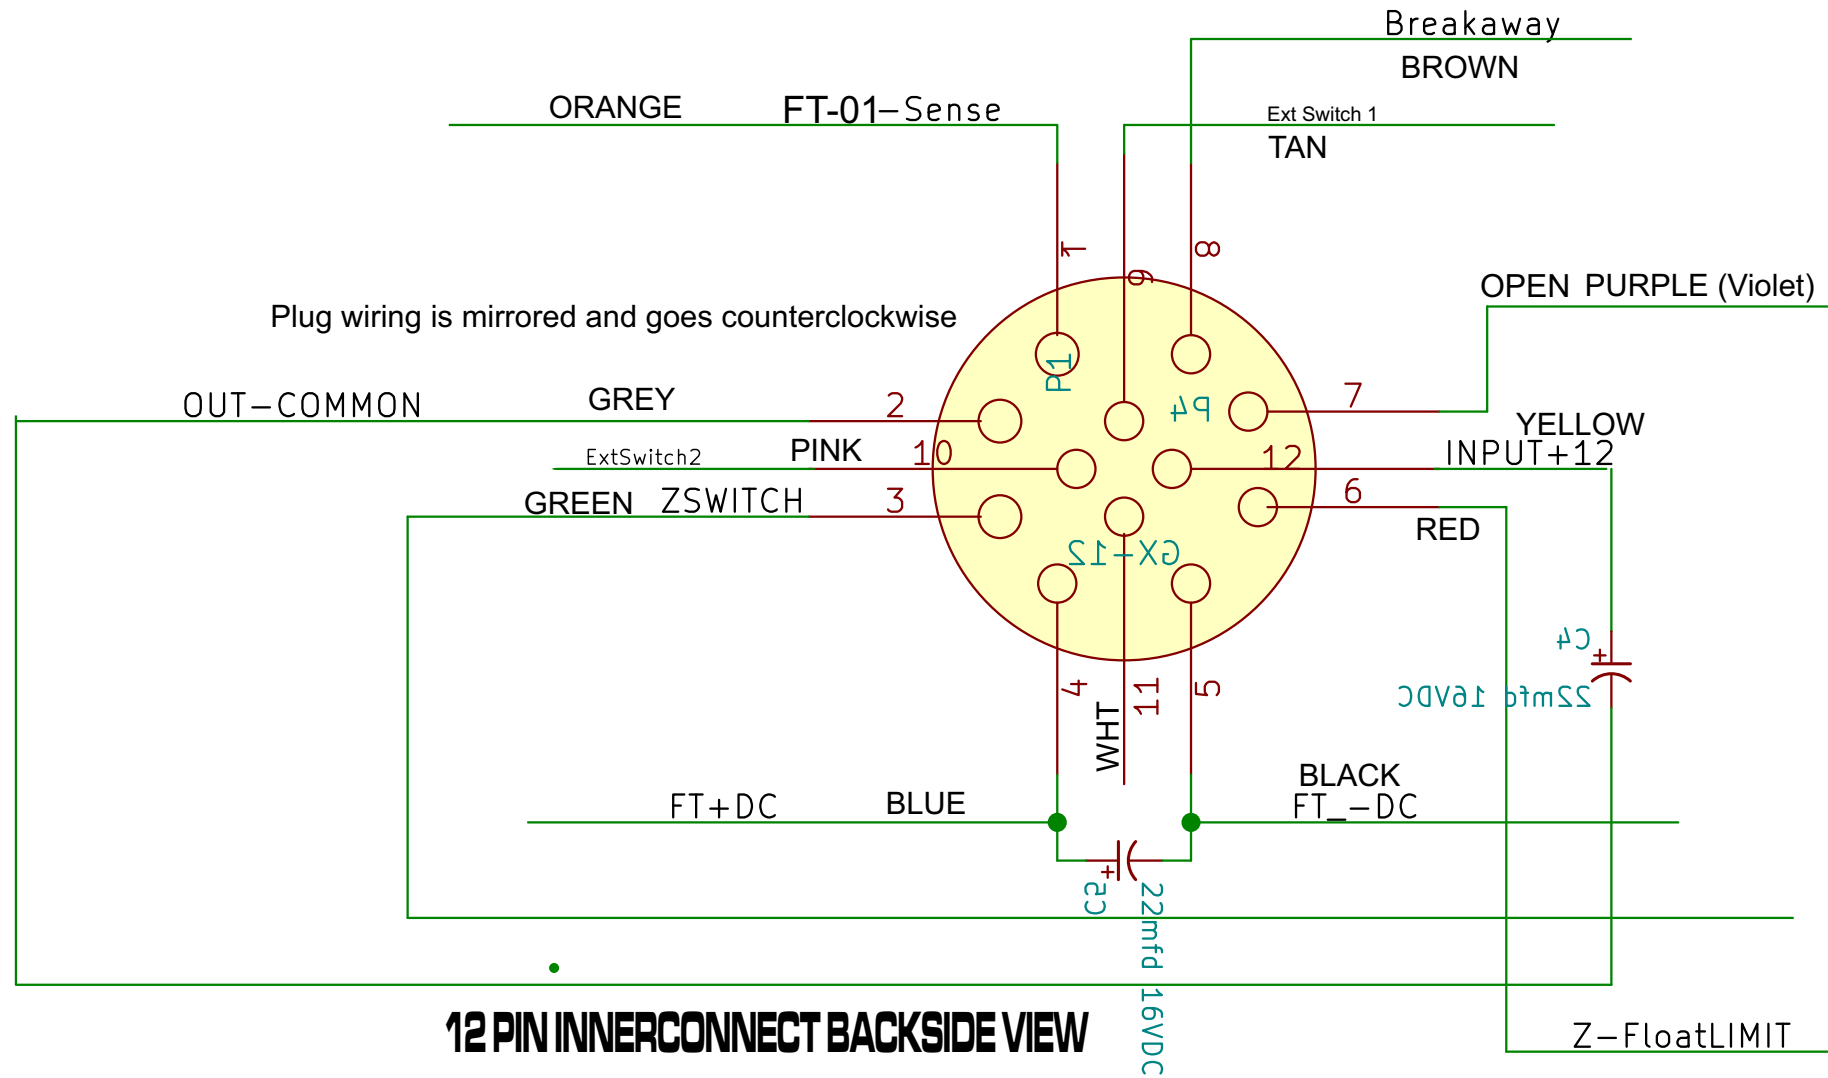 Breakaway
BROWN
ORANGE FT-01-Sense
Ext Switch 1
TAN
1
8
9
OPEN PURPLE (Violet)
Plug wiring is mirrored and goes counterclockwise
P1
P4
7
OUT-COMMON GREY 2
YELLOW
ExtSwitch2 PINK 10
12 INPUT+12
GREEN ZSWITCH 3
6
RED
GX-12
C4
4
11
5
22mfd 16VDC
WHT
BLACK
FT+DC BLUE
FT_-DC
+
+
C5
22mfd 16VDC
12 PIN INNERCONNECT BACKSIDE VIEW
Z-FloatLIMIT